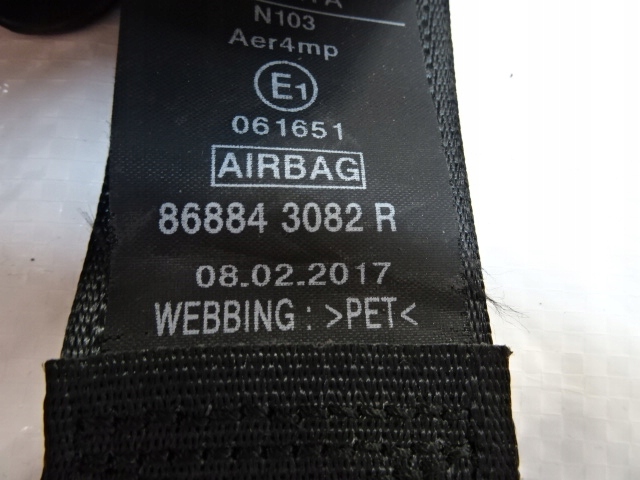 N103
Aer4mp
E1
061651
AIRBAG
86884 3082 R
08.02.2017
WEBBING : >PET<